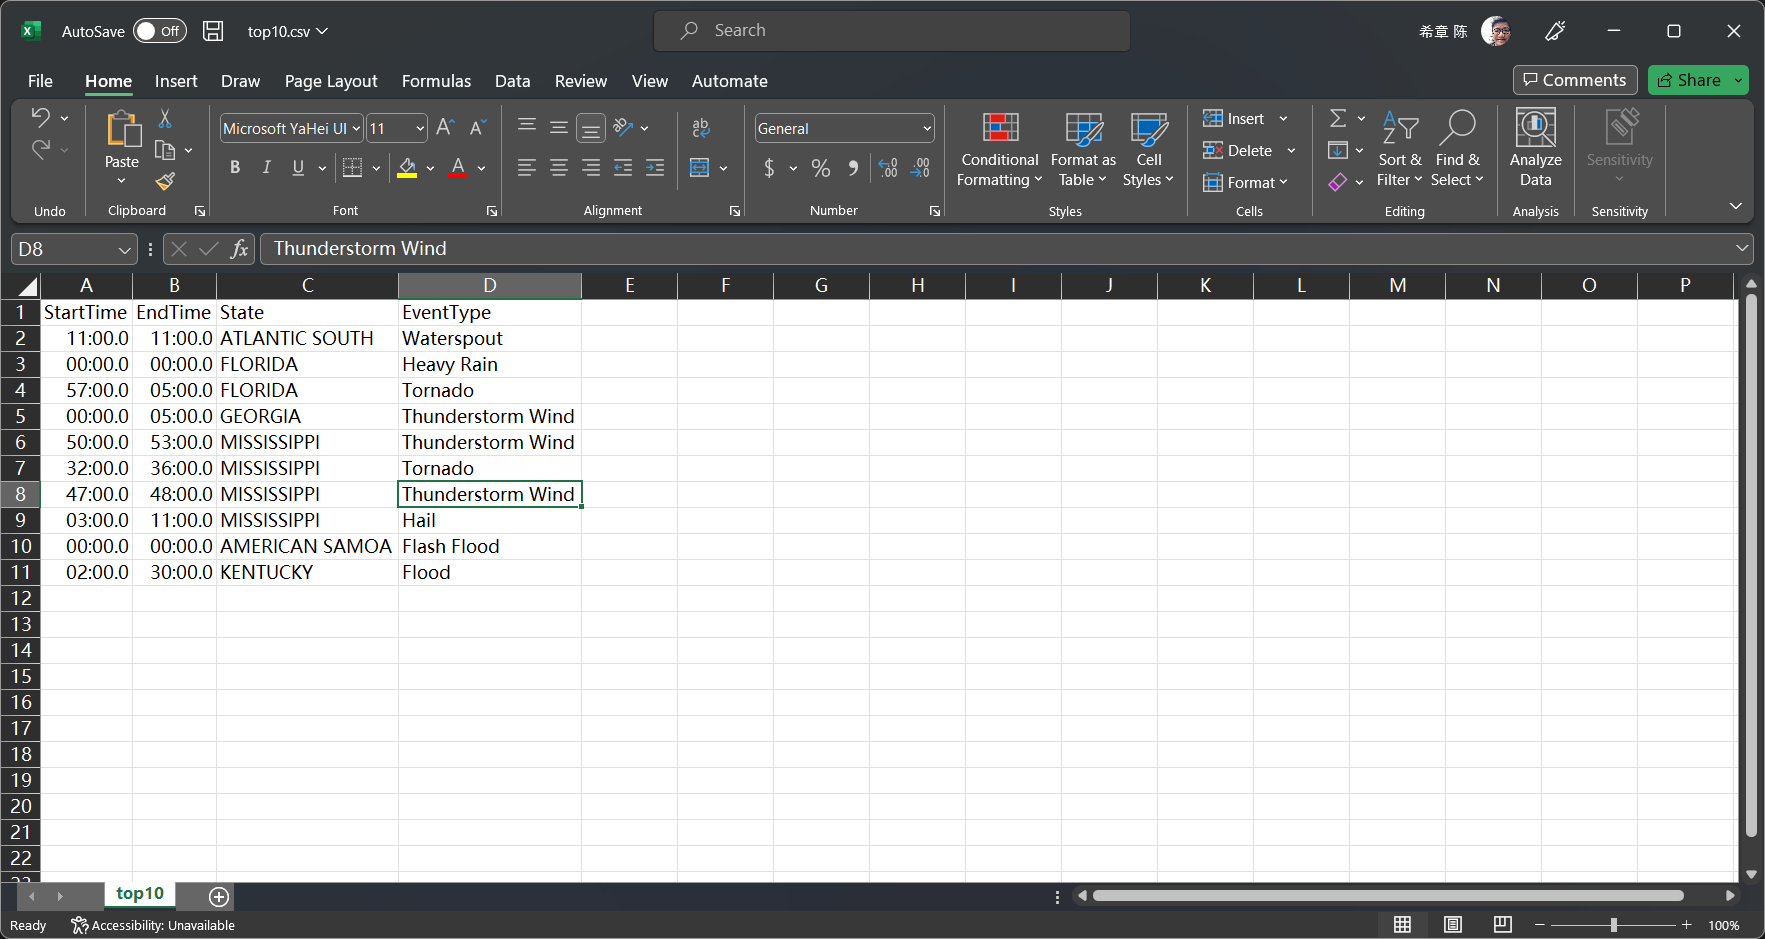 AutoSave Off top10.csv Search 希章 陈
File Home Insert Draw Page Layout Formulas Data Review View Automate Comments Share
Paste
Undo
Clipboard
Microsoft YaHei UI 11
B I U A
Font
ab
Alignment
General
$ % 9 .00 .00
Number
Conditional Formatting
Format as Table
Cell Styles
Styles
Insert
Delete
Format
Cells
Sort & Filter
Find & Select
Editing
Analyze Data
Analysis
Sensitivity
Sensitivity
D8 fx Thunderstorm Wind
A B C D E F G H I J K L M N O P
1 StartTime EndTime State EventType
2 11:00.0 11:00.0 ATLANTIC SOUTH Waterspout
3 00:00.0 00:00.0 FLORIDA Heavy Rain
4 57:00.0 05:00.0 FLORIDA Tornado
5 00:00.0 05:00.0 GEORGIA Thunderstorm Wind
6 50:00.0 53:00.0 MISSISSIPPI Thunderstorm Wind
7 32:00.0 36:00.0 MISSISSIPPI Tornado
8 47:00.0 48:00.0 MISSISSIPPI Thunderstorm Wind
9 03:00.0 11:00.0 MISSISSIPPI Hail
10 00:00.0 00:00.0 AMERICAN SAMOA Flash Flood
11 02:00.0 30:00.0 KENTUCKY Flood
12
13
14
15
16
17
18
19
20
21
22
23
top10
Ready Accessibility: Unavailable 100%